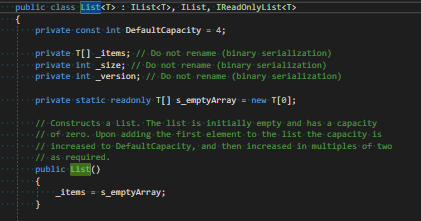 public class List<T> : IList<T>, IList, IReadOnlyList<T>
{
private const int DefaultCapacity = 4;
private T[] _items; // Do not rename (binary serialization)
private int _size; // Do not rename (binary serialization)
private int _version; // Do not rename (binary serialization)
private static readonly T[] s_emptyArray = new T[0];
// Constructs a List. The list is initially empty and has a capacity
// of zero. Upon adding the first element to the list the capacity is
// increased to DefaultCapacity, and then increased in multiples of two
// as required.
public List()
{
_items = s_emptyArray;
}